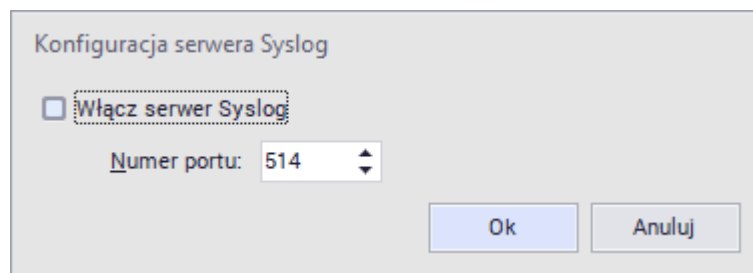 Konfiguracja serwera Syslog
Włącz serwer Syslog
Numer portu: 514
Ok Anuluj